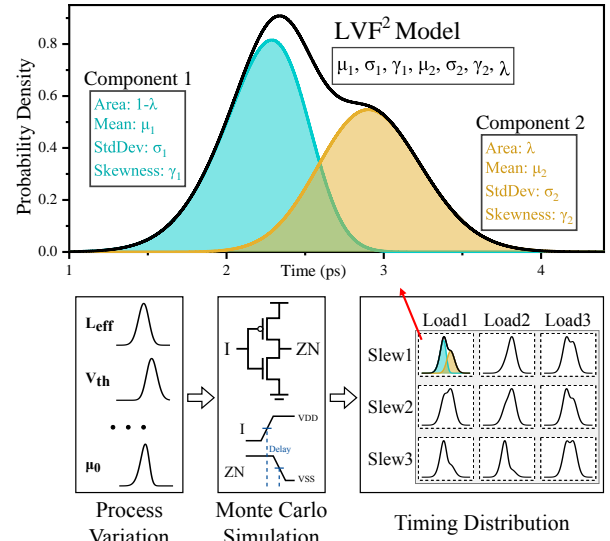 LVF² Model
μ₁, σ₁, γ₁, μ₂, σ₂, γ₂, λ
Component 1
Area: 1-λ
Mean: μ₁
StdDev: σ₁
Skewness: γ₁
Component 2
Area: λ
Mean: μ₂
StdDev: σ₂
Skewness: γ₂
Probability Density
0.8
0.6
0.4
0.2
0.0
1
2
3
4
Time (ps)
L_eff
V_th
• • •
μ₀
Process
Variation
I
ZN
I
VDD
Delay
ZN
VSS
Monte Carlo
Simulation
Load1 Load2 Load3
Slew1
Slew2
Slew3
Timing Distribution